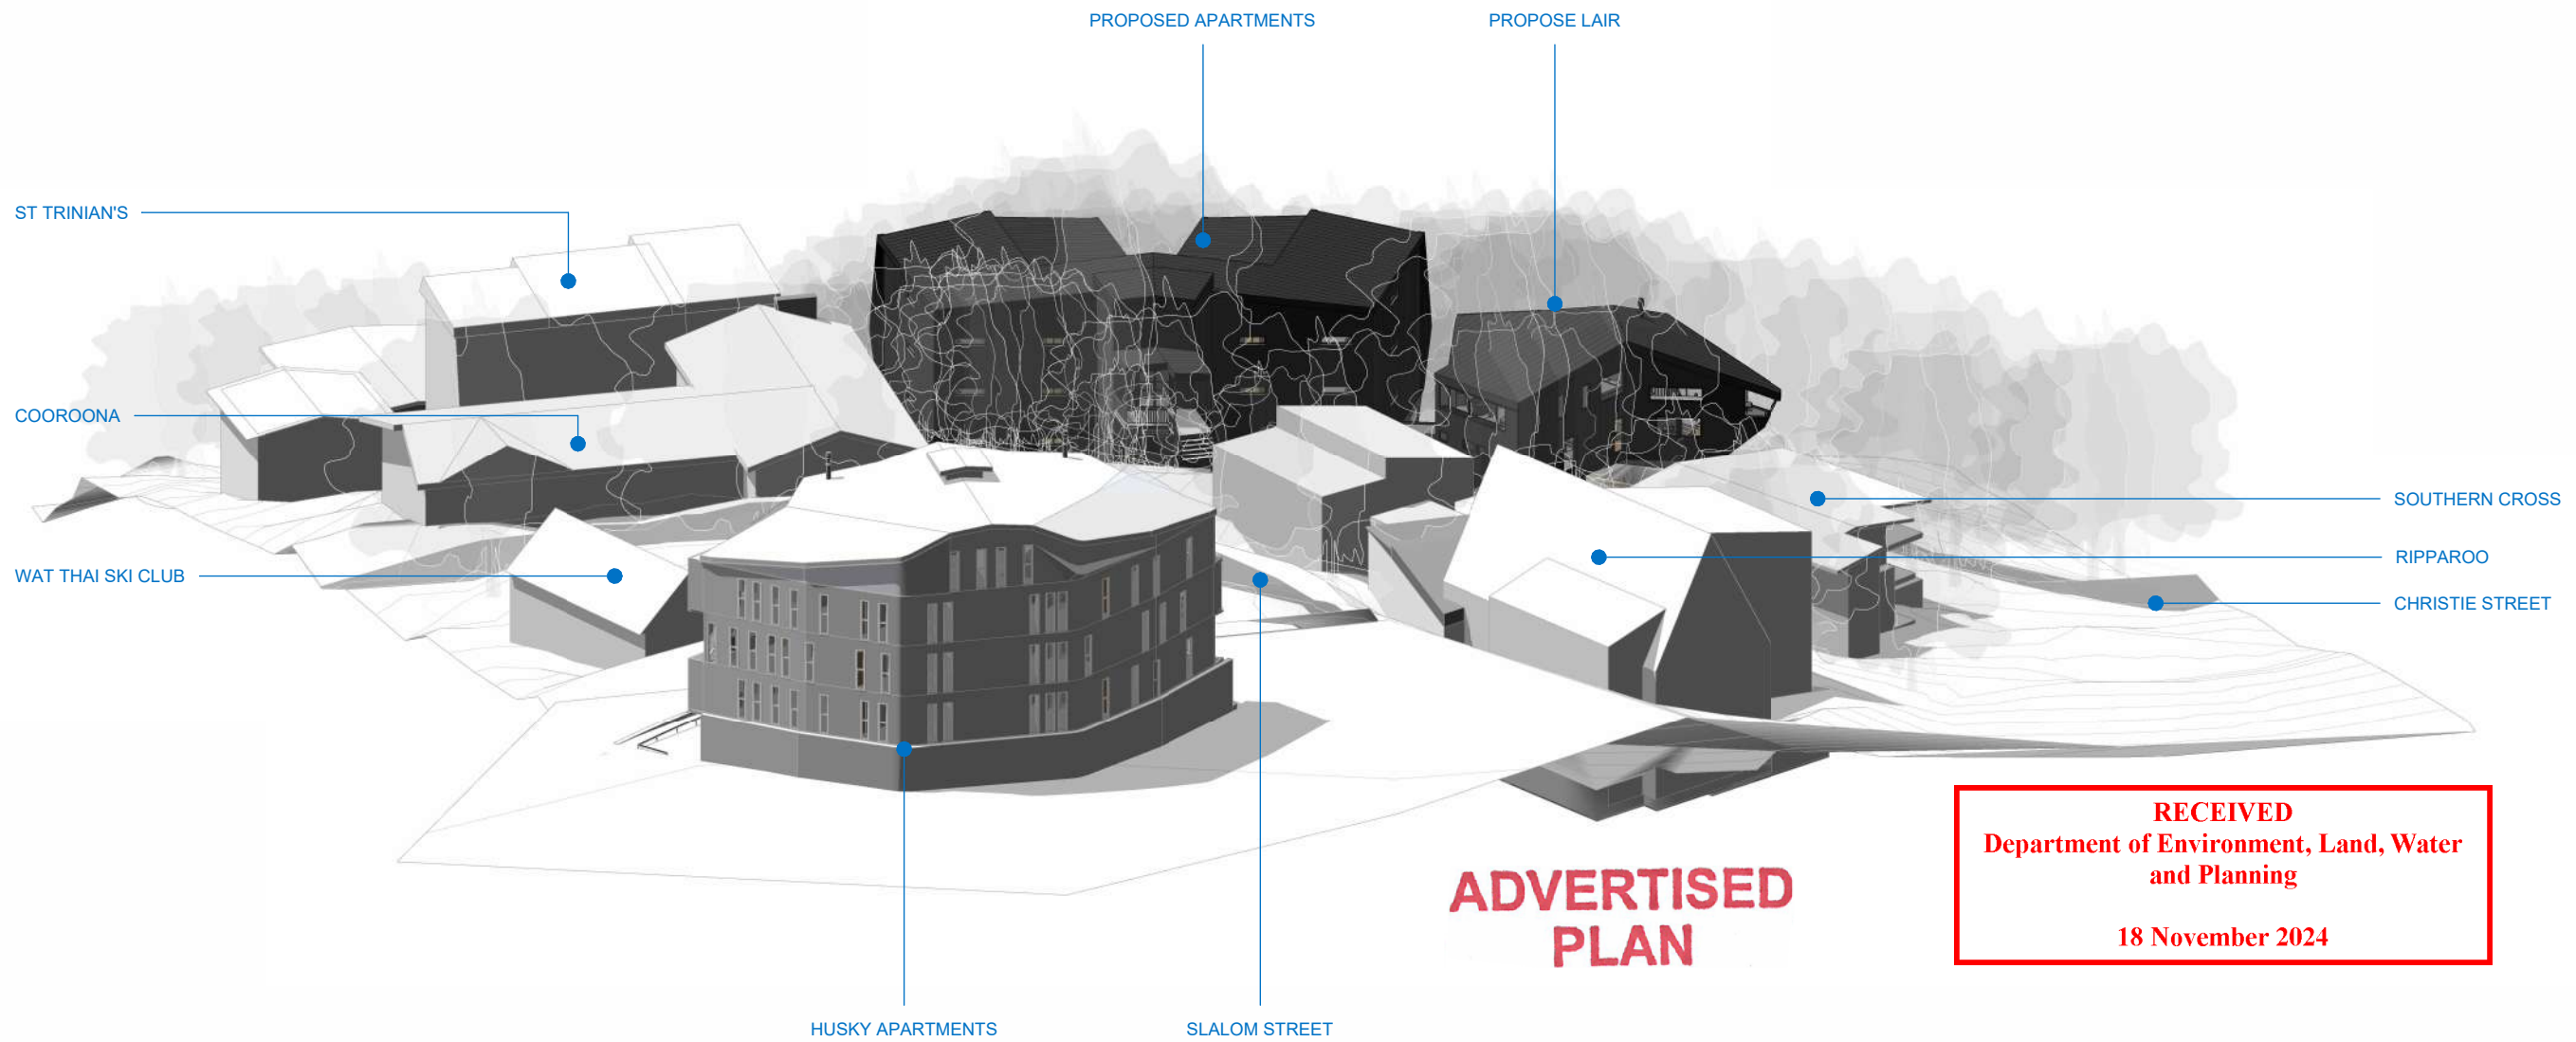 PROPOSED APARTMENTS
PROPOSE LAIR
ST TRINIAN'S
COOROONA
WAT THAI SKI CLUB
SOUTHERN CROSS
RIPPAROO
CHRISTIE STREET
HUSKY APARTMENTS
SLALOM STREET
ADVERTISED
PLAN
RECEIVED
Department of Environment, Land, Water
and Planning
18 November 2024